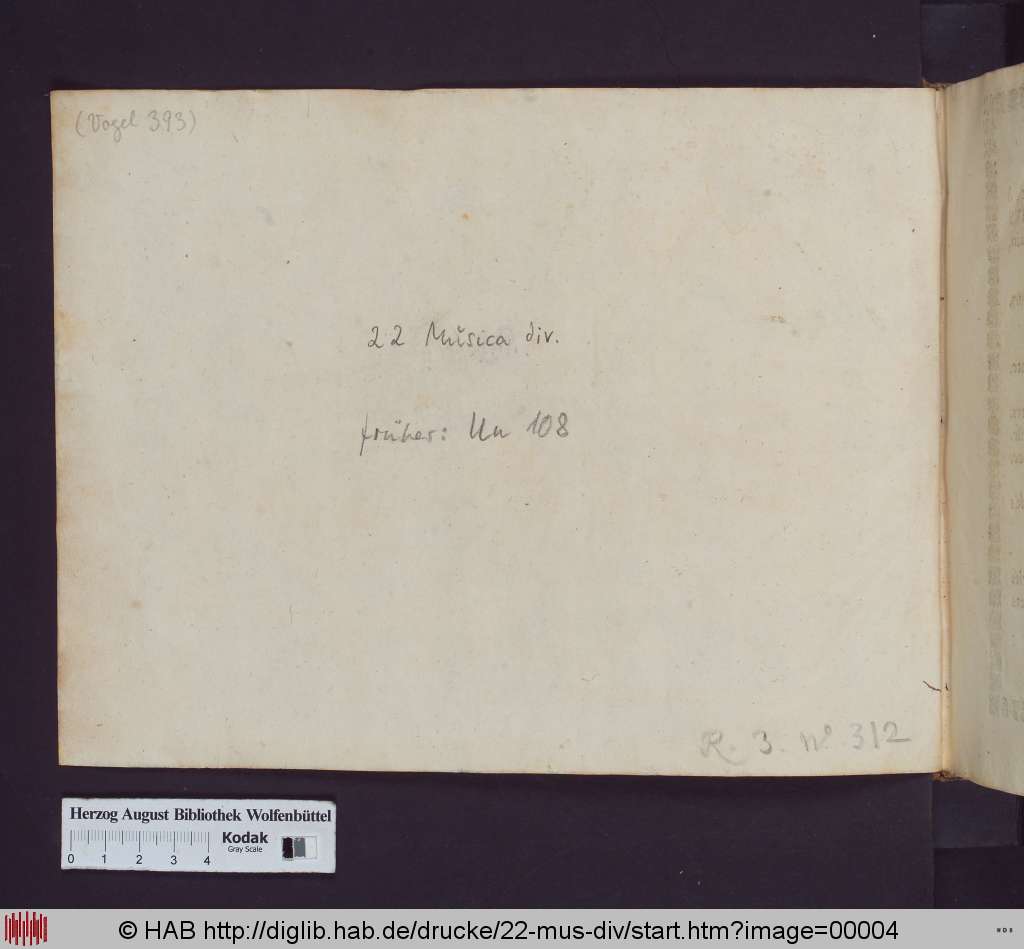 (Vogel 393)
22 Musica div.
früher: Un 108
R. 3. nº 312
Herzog August Bibliothek Wolfenbüttel
Kodak
Gray Scale
0 1 2 3 4
© HAB http://diglib.hab.de/drucke/22-mus-div/start.htm?image=00004